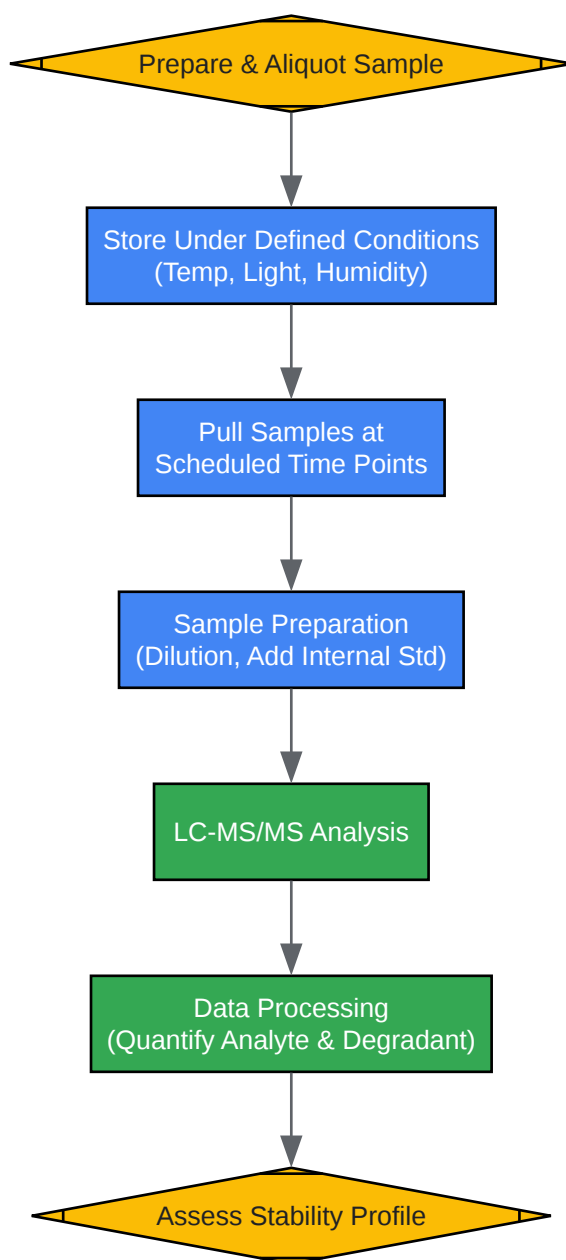 Prepare & Aliquot Sample
Store Under Defined Conditions
(Temp, Light, Humidity)
Pull Samples at
Scheduled Time Points
Sample Preparation
(Dilution, Add Internal Std)
LC-MS/MS Analysis
Data Processing
(Quantify Analyte & Degradant)
Assess Stability Profile